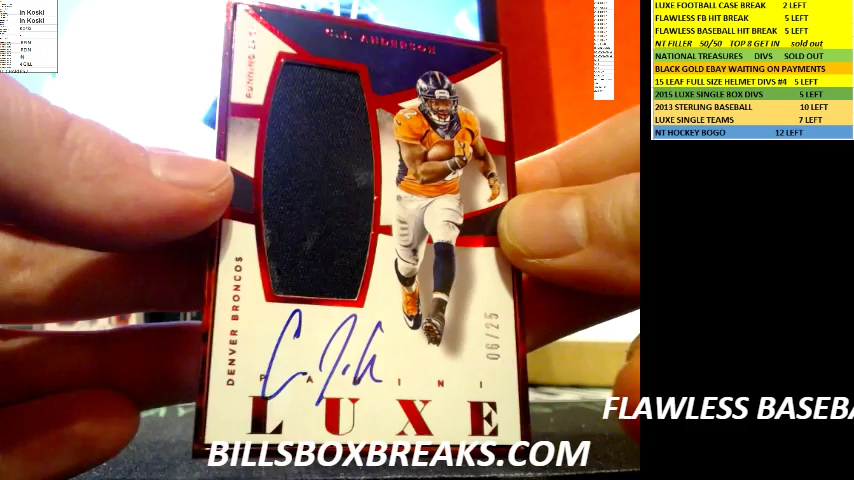 in Koski
in Koski
C.J. ANDERSON
RUNNING
DENVER BRONCOS
06/25
PANINI
LUXE
BILLSBOXBREAKS.COM
LUXE FOOTBALL CASE BREAK 2 LEFT
FLAWLESS FB HIT BREAK 5 LEFT
FLAWLESS BASEBALL HIT BREAK 5 LEFT
NT FILLER 50/50 TOP 8 GET IN sold out
NATIONAL TREASURES DIVS SOLD OUT
BLACK GOLD EBAY WAITING ON PAYMENTS
15 LEAF FULL SIZE HELMET DIVS #4 5 LEFT
2015 LUXE SINGLE BOX DIVS 5 LEFT
2013 STERLING BASEBALL 10 LEFT
LUXE SINGLE TEAMS 7 LEFT
NT HOCKEY BOGO 12 LEFT
FLAWLESS BASEBA